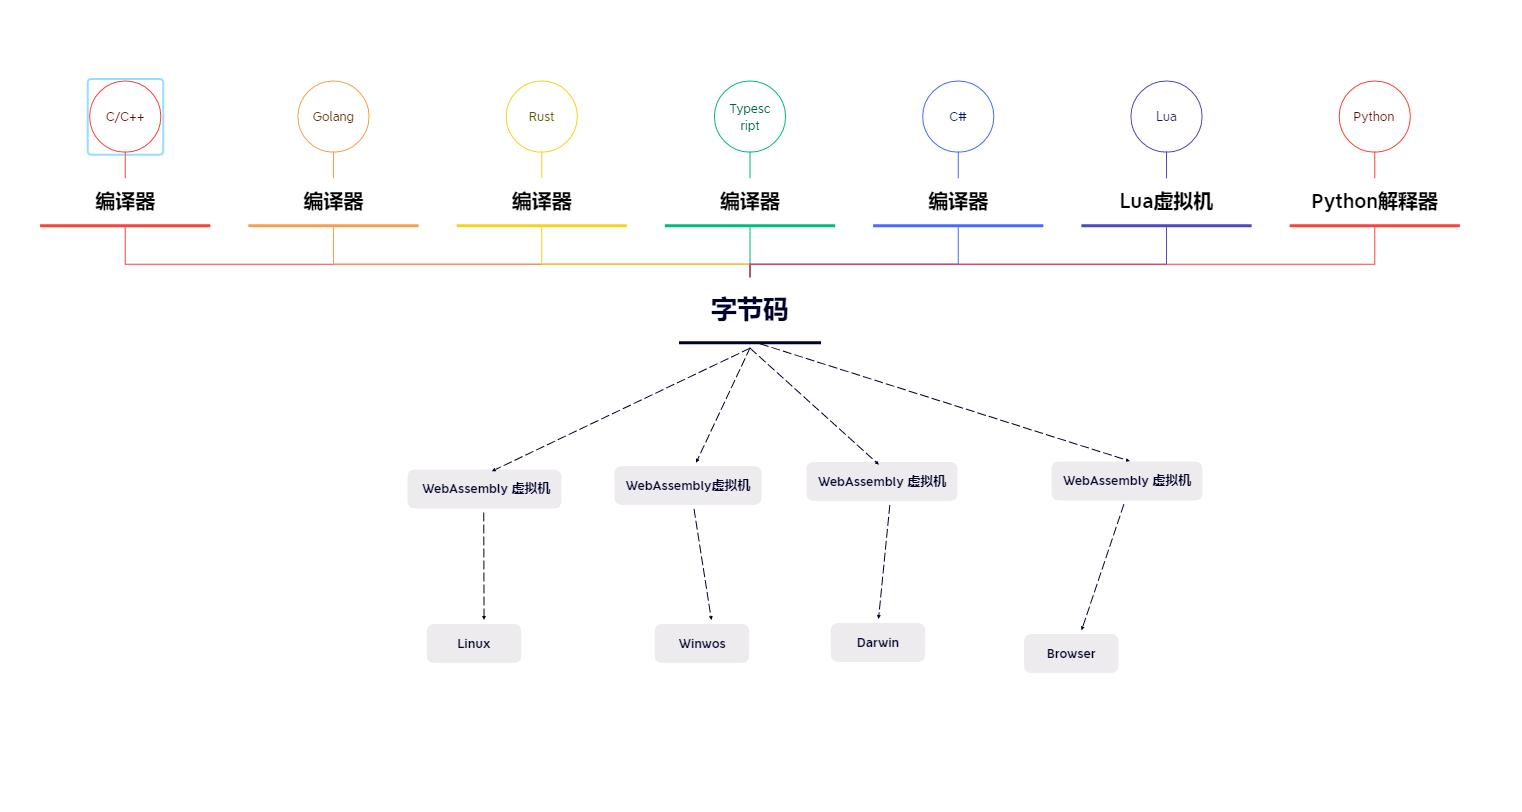 C/C++
Golang
Rust
Typesc
ript
C#
Lua
Python
编译器
编译器
编译器
编译器
编译器
Lua虚拟机
Python解释器
字节码
WebAssembly 虚拟机
WebAssembly虚拟机
WebAssembly 虚拟机
WebAssembly 虚拟机
Linux
Winwos
Darwin
Browser